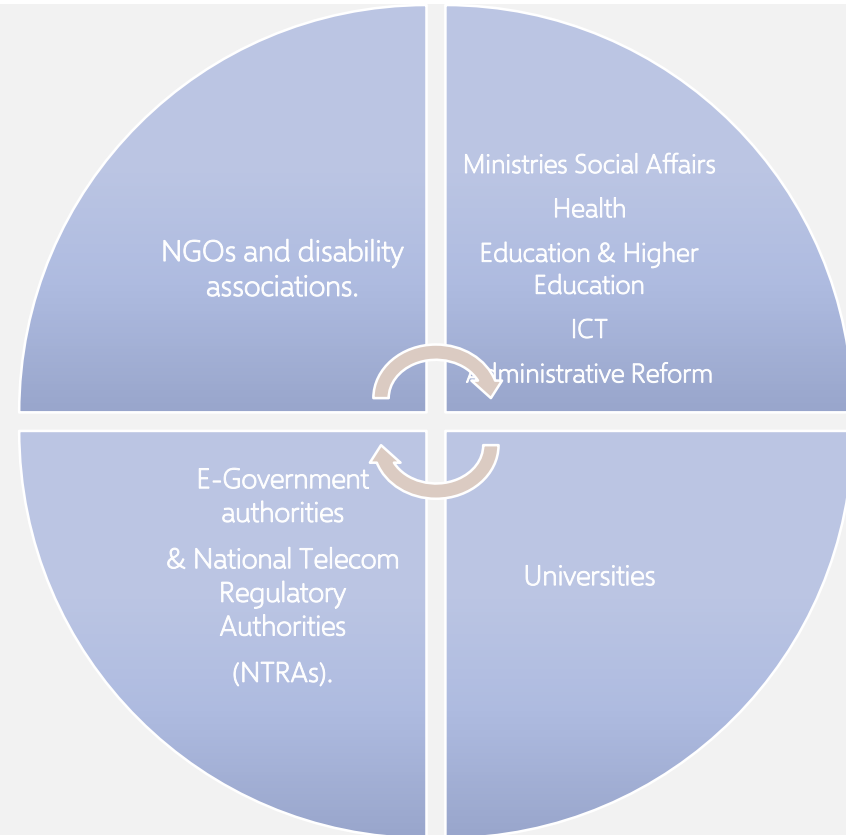 NGOs and disability
associations.
Ministries Social Affairs
Health
Education & Higher
Education
ICT
Administrative Reform
E-Government
authorities
& National Telecom
Regulatory
Authorities
(NTRAs).
Universities